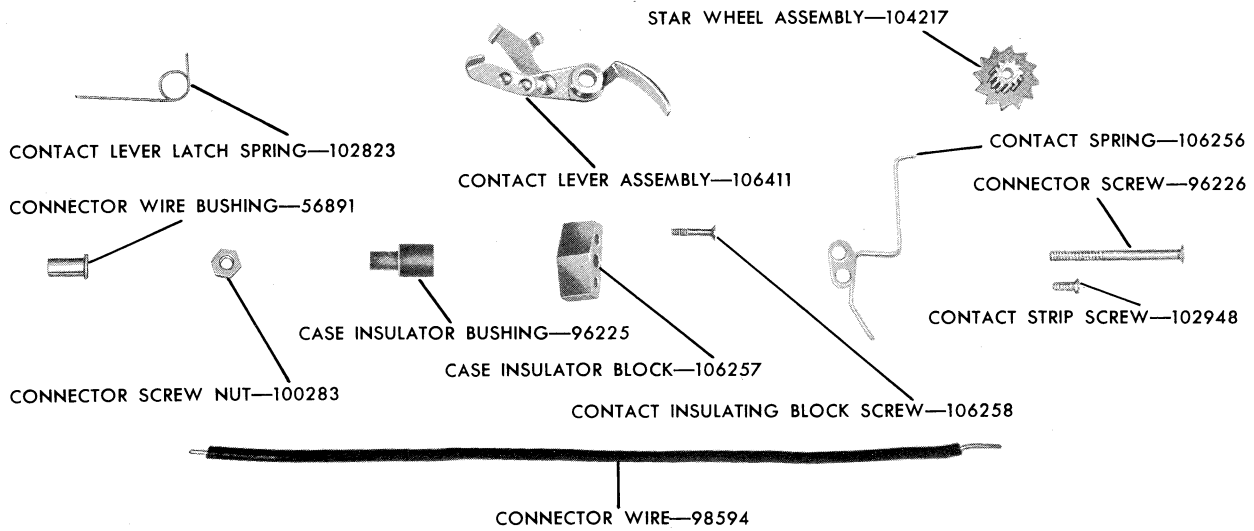 STAR WHEEL ASSEMBLY—104217
CONTACT LEVER LATCH SPRING—102823
CONTACT SPRING—106256
CONTACT LEVER ASSEMBLY—106411
CONNECTOR SCREW—96226
CONNECTOR WIRE BUSHING—56891
CONTACT STRIP SCREW—102948
CASE INSULATOR BUSHING—96225
CASE INSULATOR BLOCK—106257
CONNECTOR SCREW NUT—100283
CONTACT INSULATING BLOCK SCREW—106258
CONNECTOR WIRE—98594